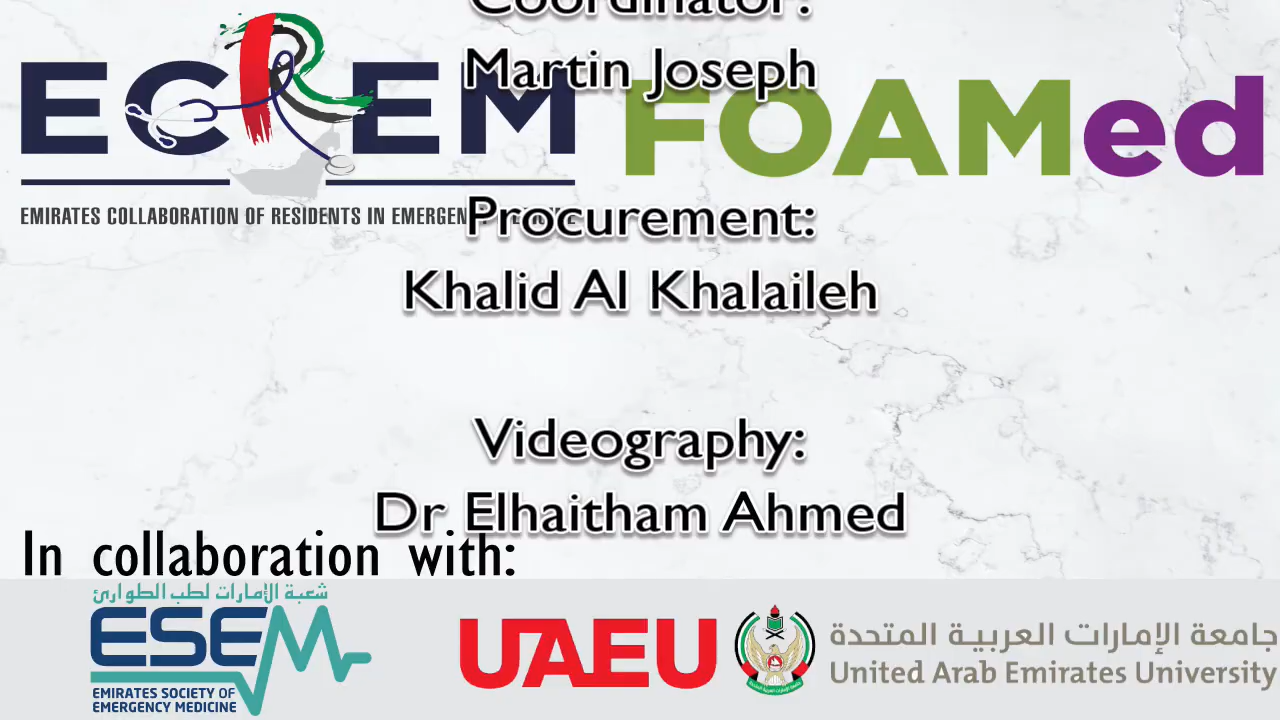 Coordinator:
Martin Joseph
ECREM
FOAMed
EMIRATES COLLABORATION OF RESIDENTS IN EMERGENCY
Procurement:
Khalid Al Khalaileh
Videography:
Dr Elhaitham Ahmed
In collaboration with:
شعبة الإمارات لطب الطوارئ
ESEM
EMIRATES SOCIETY OF
EMERGENCY MEDICINE
UAEU
جامعة الإمارات العربية المتحدة
United Arab Emirates University